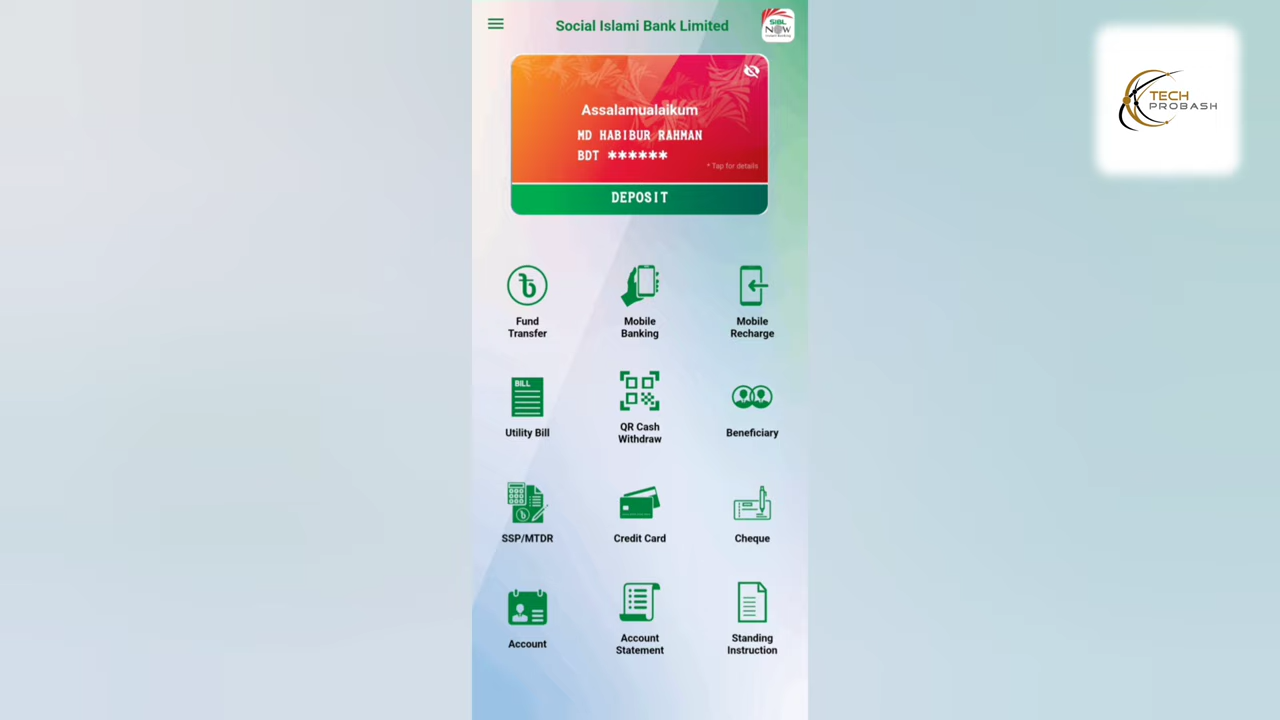 Social Islami Bank Limited
SIBL
NOW
TECH
PROBASH
Assalamualaikum
MD HABIBUR RAHMAN
BDT ******
* Tap for details
DEPOSIT
Fund
Transfer
Mobile
Banking
Mobile
Recharge
BILL
Utility Bill
QR Cash
Withdraw
Beneficiary
SSP/MTDR
Credit Card
Cheque
Account
Account
Statement
Standing
Instruction